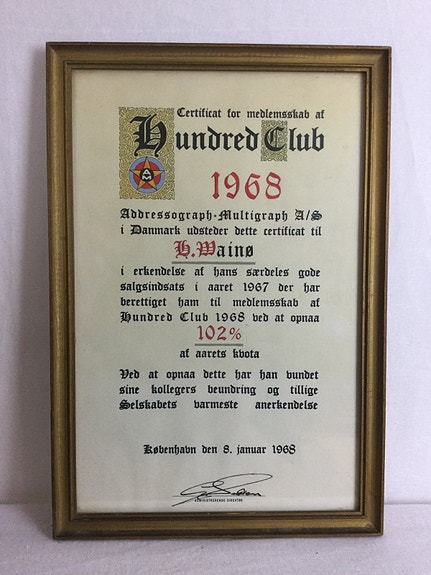 Certificat for medlemsskab af
Hundred Club
AM
1968
Addressograph-Multigraph A/S
i Danmark udsteder dette certificat til
H. Wainø
i erkendelse af hans særdeles gode
salgsindsats i aaret 1967 der har
berettiget ham til medlemsskab af
Hundred Club 1968 ved at opnaa
102%
af aarets kvota
Ved at opnaa dette har han vundet
sine kollegers beundring og tillige
Selskabets varmeste anerkendelse
København den 8. januar 1968
ADMINISTRERENDE DIREKTØR